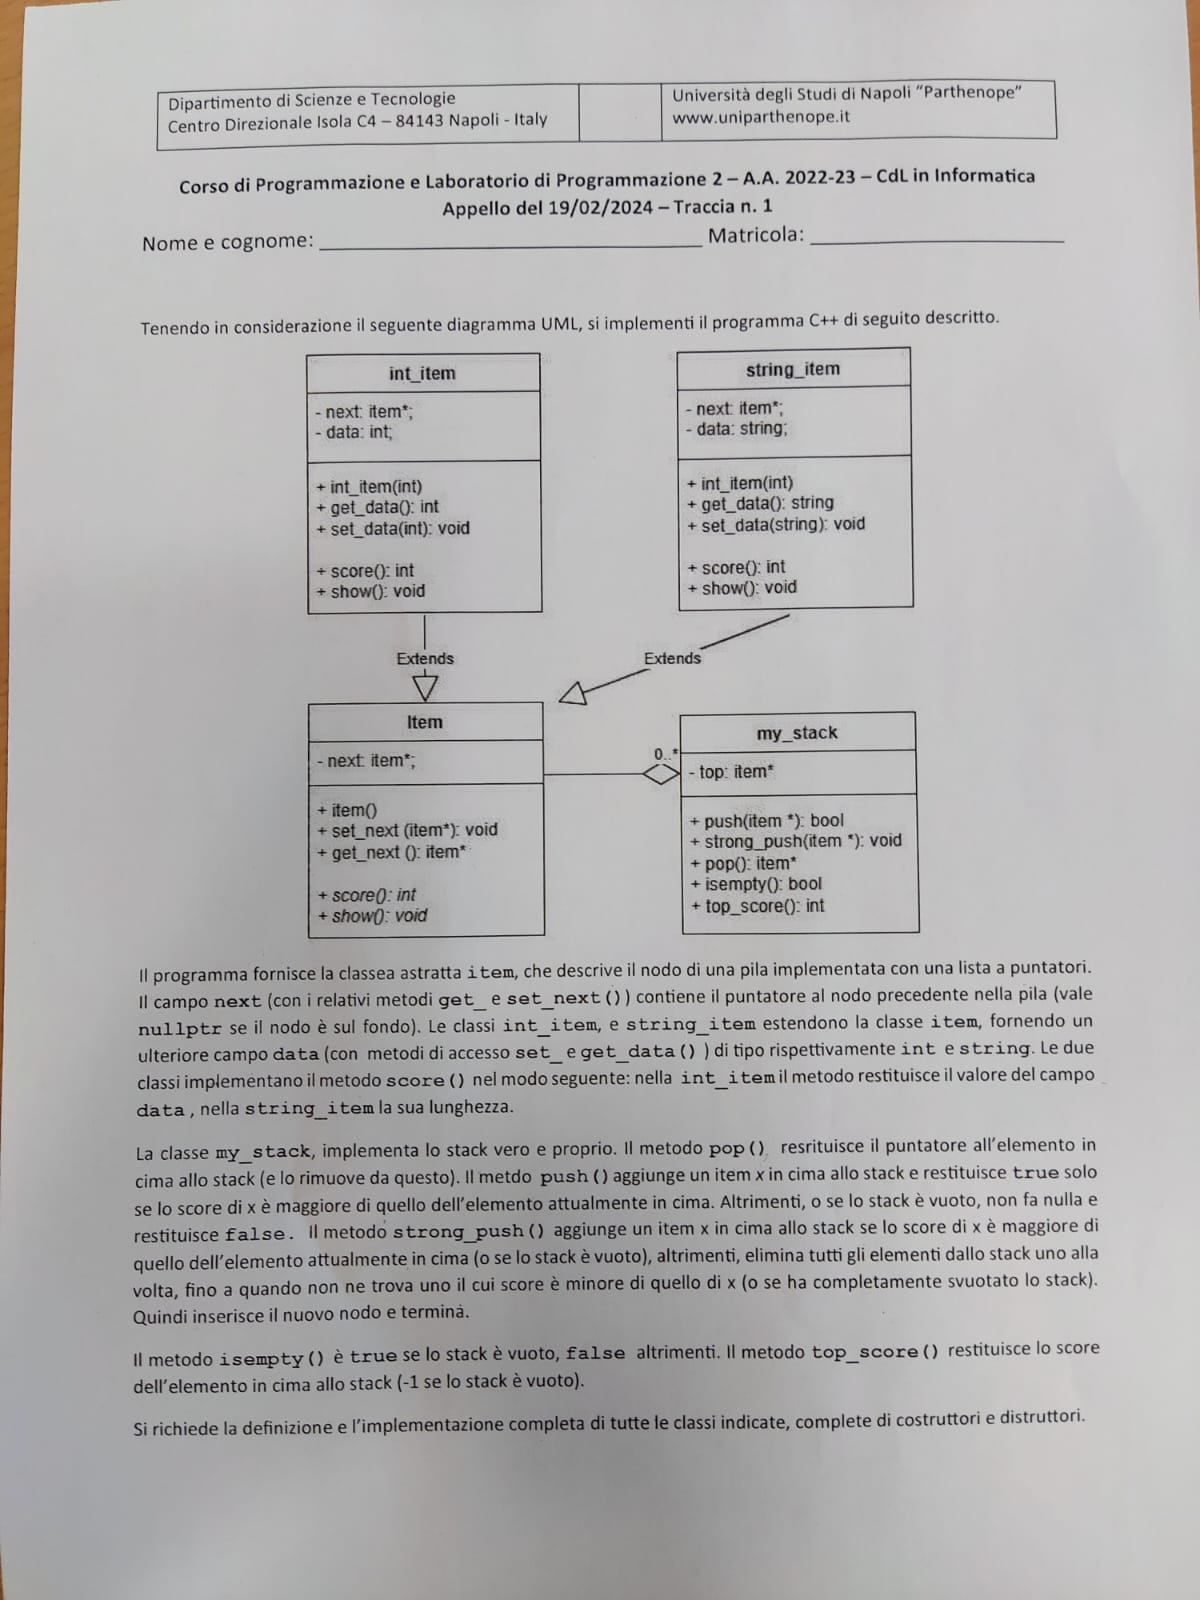 Dipartimento di Scienze e Tecnologie
Centro Direzionale Isola C4 – 84143 Napoli - Italy
Università degli Studi di Napoli "Parthenope"
www.uniparthenope.it
Corso di Programmazione e Laboratorio di Programmazione 2 – A.A. 2022-23 – CdL in Informatica
Appello del 19/02/2024 – Traccia n. 1
Nome e cognome: ____________________ Matricola: ____________________
Tenendo in considerazione il seguente diagramma UML, si implementi il programma C++ di seguito descritto.
int_item
- next: item*;
- data: int;
+ int_item(int)
+ get_data(): int
+ set_data(int): void
+ score(): int
+ show(): void
string_item
- next: item*;
- data: string;
+ int_item(int)
+ get_data(): string
+ set_data(string): void
+ score(): int
+ show(): void
Extends
Extends
Item
- next: item*;
+ item()
+ set_next (item*): void
+ get_next (): item*
+ score(): int
+ show(): void
0..*
my_stack
- top: item*
+ push(item *): bool
+ strong_push(item *): void
+ pop(): item*
+ isempty(): bool
+ top_score(): int
Il programma fornisce la classea astratta item, che descrive il nodo di una pila implementata con una lista a puntatori.
Il campo next (con i relativi metodi get_ e set_next()) contiene il puntatore al nodo precedente nella pila (vale
nullptr se il nodo è sul fondo). Le classi int_item, e string_item estendono la classe item, fornendo un
ulteriore campo data (con metodi di accesso set_ e get_data() ) di tipo rispettivamente int e string. Le due
classi implementano il metodo score() nel modo seguente: nella int_item il metodo restituisce il valore del campo
data, nella string_item la sua lunghezza.
La classe my_stack, implementa lo stack vero e proprio. Il metodo pop() resrituisce il puntatore all'elemento in
cima allo stack (e lo rimuove da questo). Il metdo push() aggiunge un item x in cima allo stack e restituisce true solo
se lo score di x è maggiore di quello dell'elemento attualmente in cima. Altrimenti, o se lo stack è vuoto, non fa nulla e
restituisce false. Il metodo strong_push() aggiunge un item x in cima allo stack se lo score di x è maggiore di
quello dell'elemento attualmente in cima (o se lo stack è vuoto), altrimenti, elimina tutti gli elementi dallo stack uno alla
volta, fino a quando non ne trova uno il cui score è minore di quello di x (o se ha completamente svuotato lo stack).
Quindi inserisce il nuovo nodo e termina.
Il metodo isempty() è true se lo stack è vuoto, false altrimenti. Il metodo top_score() restituisce lo score
dell'elemento in cima allo stack (-1 se lo stack è vuoto).
Si richiede la definizione e l'implementazione completa di tutte le classi indicate, complete di costruttori e distruttori.